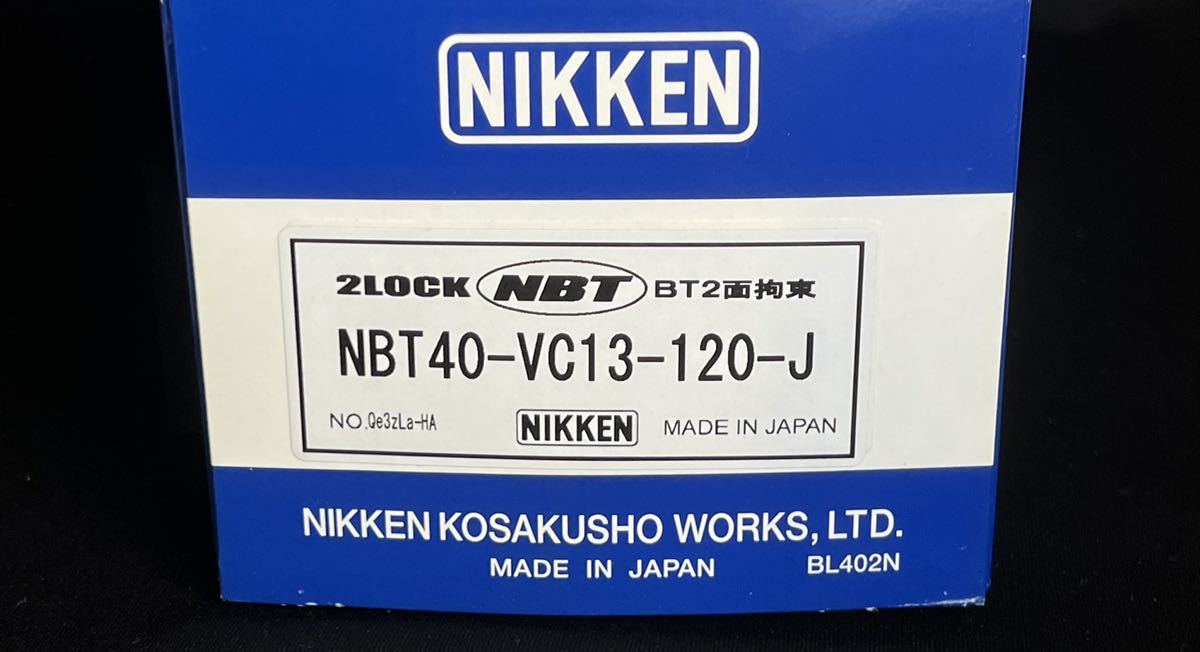 NIKKEN
2LOCK NBT BT2面拘束
NBT40-VC13-120-J
NO.Qe3zLa-HA NIKKEN MADE IN JAPAN
NIKKEN KOSAKUSHO WORKS, LTD.
MADE IN JAPAN BL402N